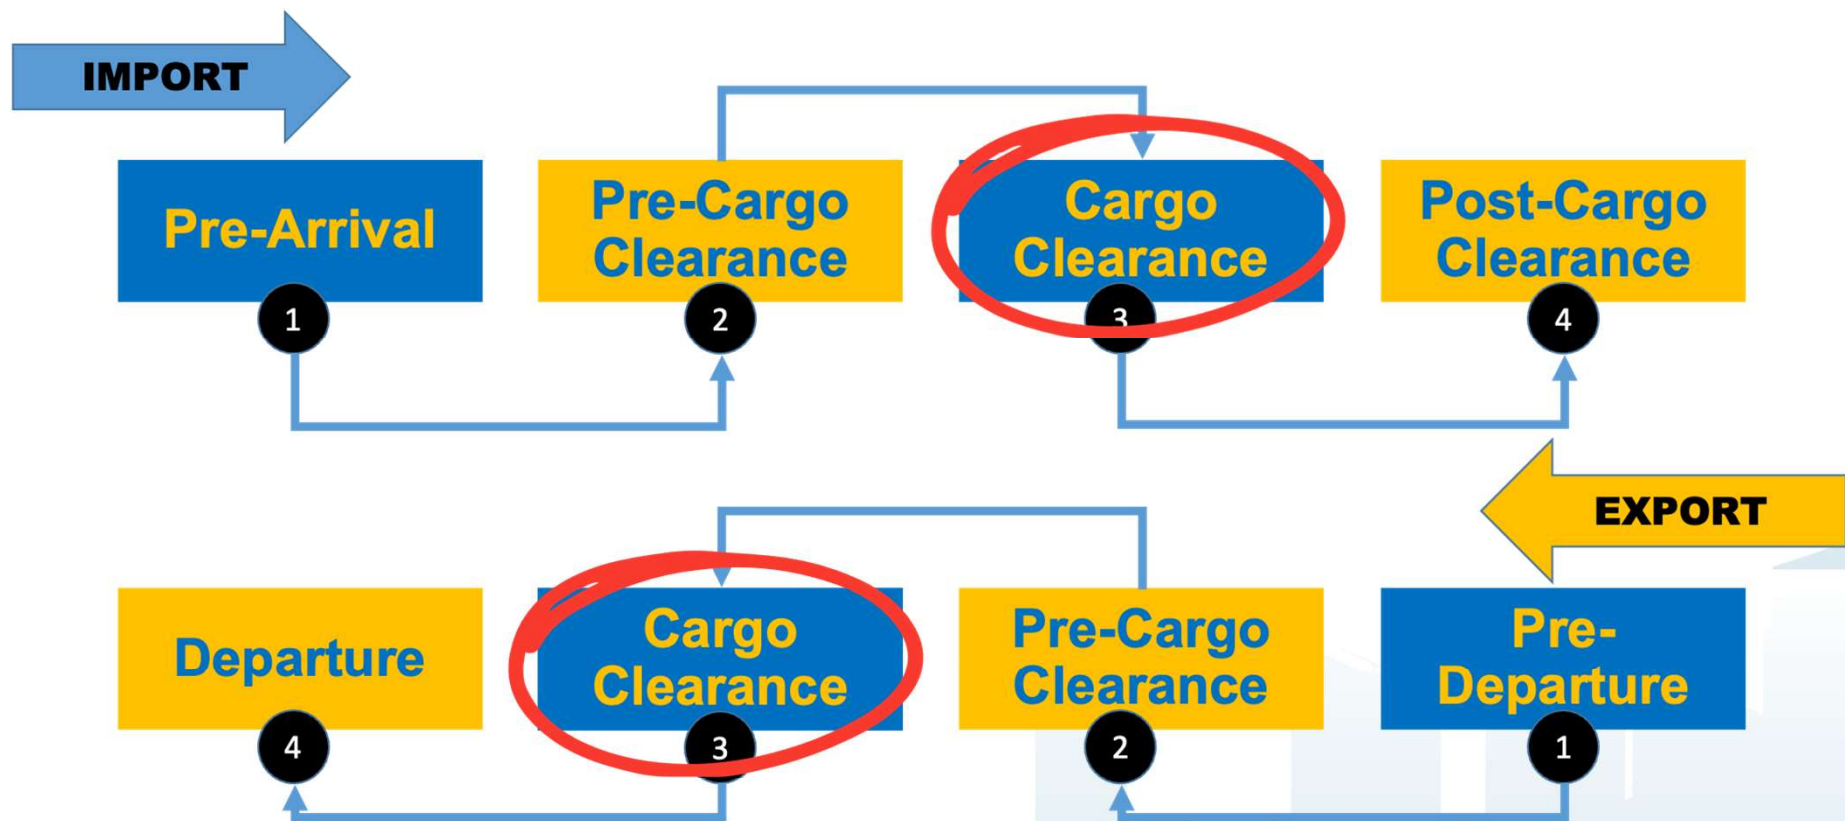 IMPORT
Pre-Arrival
1
Pre-Cargo
Clearance
2
Cargo
Clearance
3
Post-Cargo
Clearance
4
EXPORT
Departure
4
Cargo
Clearance
3
Pre-Cargo
Clearance
2
Pre-
Departure
1